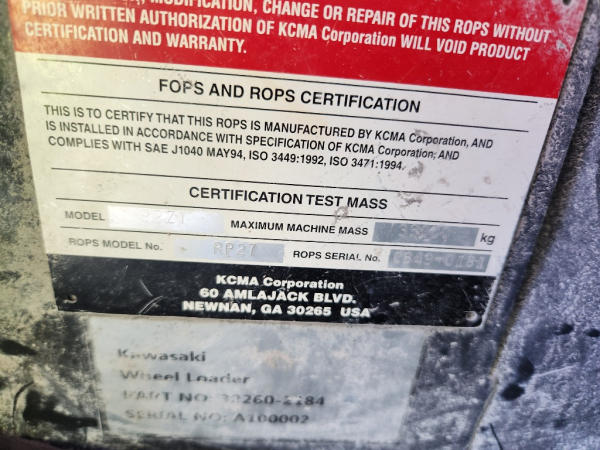 MODIFICATION, CHANGE OR REPAIR OF THIS ROPS WITHOUT
PRIOR WRITTEN AUTHORIZATION OF KCMA Corporation WILL VOID PRODUCT
CERTIFICATION AND WARRANTY.
FOPS AND ROPS CERTIFICATION
THIS IS TO CERTIFY THAT THIS ROPS IS MANUFACTURED BY KCMA Corporation, AND
IS INSTALLED IN ACCORDANCE WITH SPECIFICATION OF KCMA Corporation, AND
COMPLIES WITH SAE J1040 MAY94, ISO 3449:1992, ISO 3471:1994.
CERTIFICATION TEST MASS
MODEL MAXIMUM MACHINE MASS kg
ROPS MODEL No. RP27 ROPS SERIAL No.
KCMA Corporation
60 AMLAJACK BLVD.
NEWNAN, GA 30265 USA
Kawasaki
Wheel Loader
PART NO:
SERIAL NO: A100002